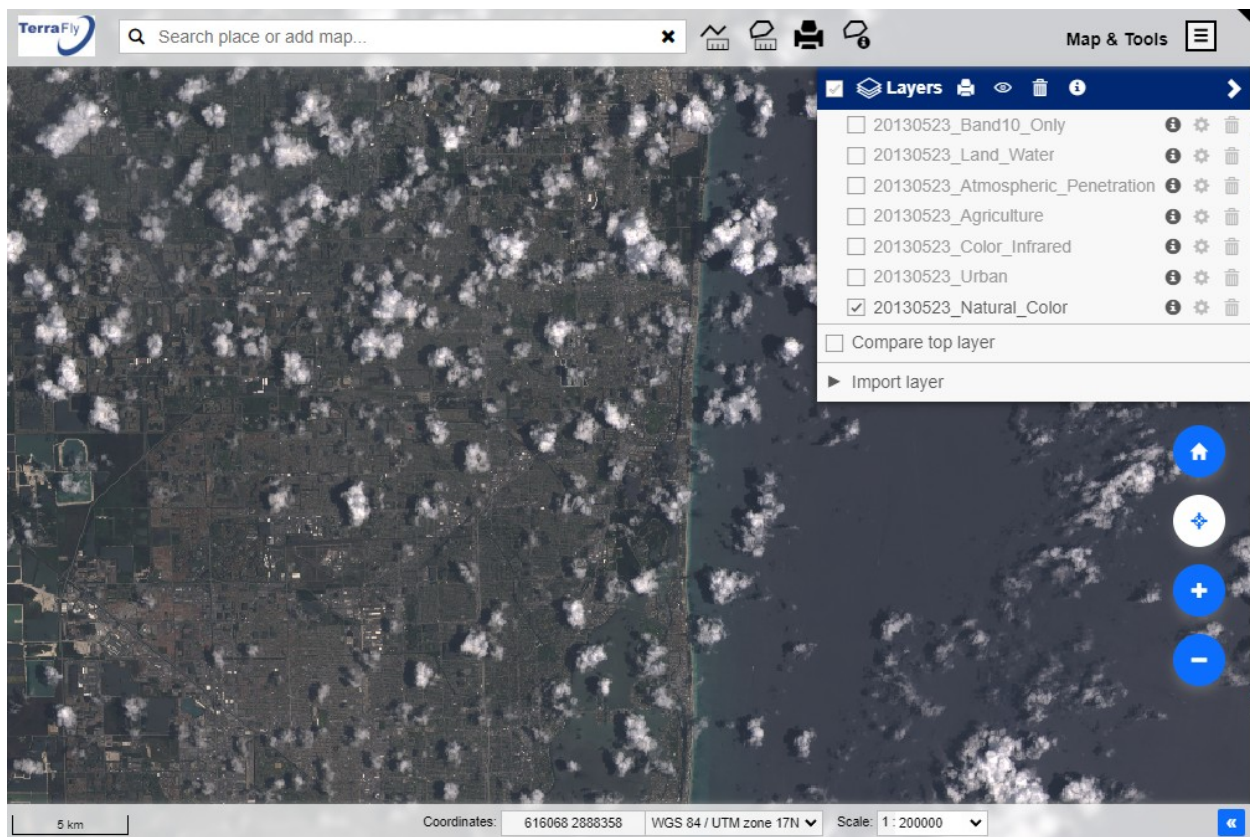 TerraFly
Search place or add map...
Map & Tools
Layers
20130523_Band10_Only
20130523_Land_Water
20130523_Atmospheric_Penetration
20130523_Agriculture
20130523_Color_Infrared
20130523_Urban
20130523_Natural_Color
Compare top layer
Import layer
5 km
Coordinates: 616068 2888358 WGS 84 / UTM zone 17N Scale: 1 : 200000